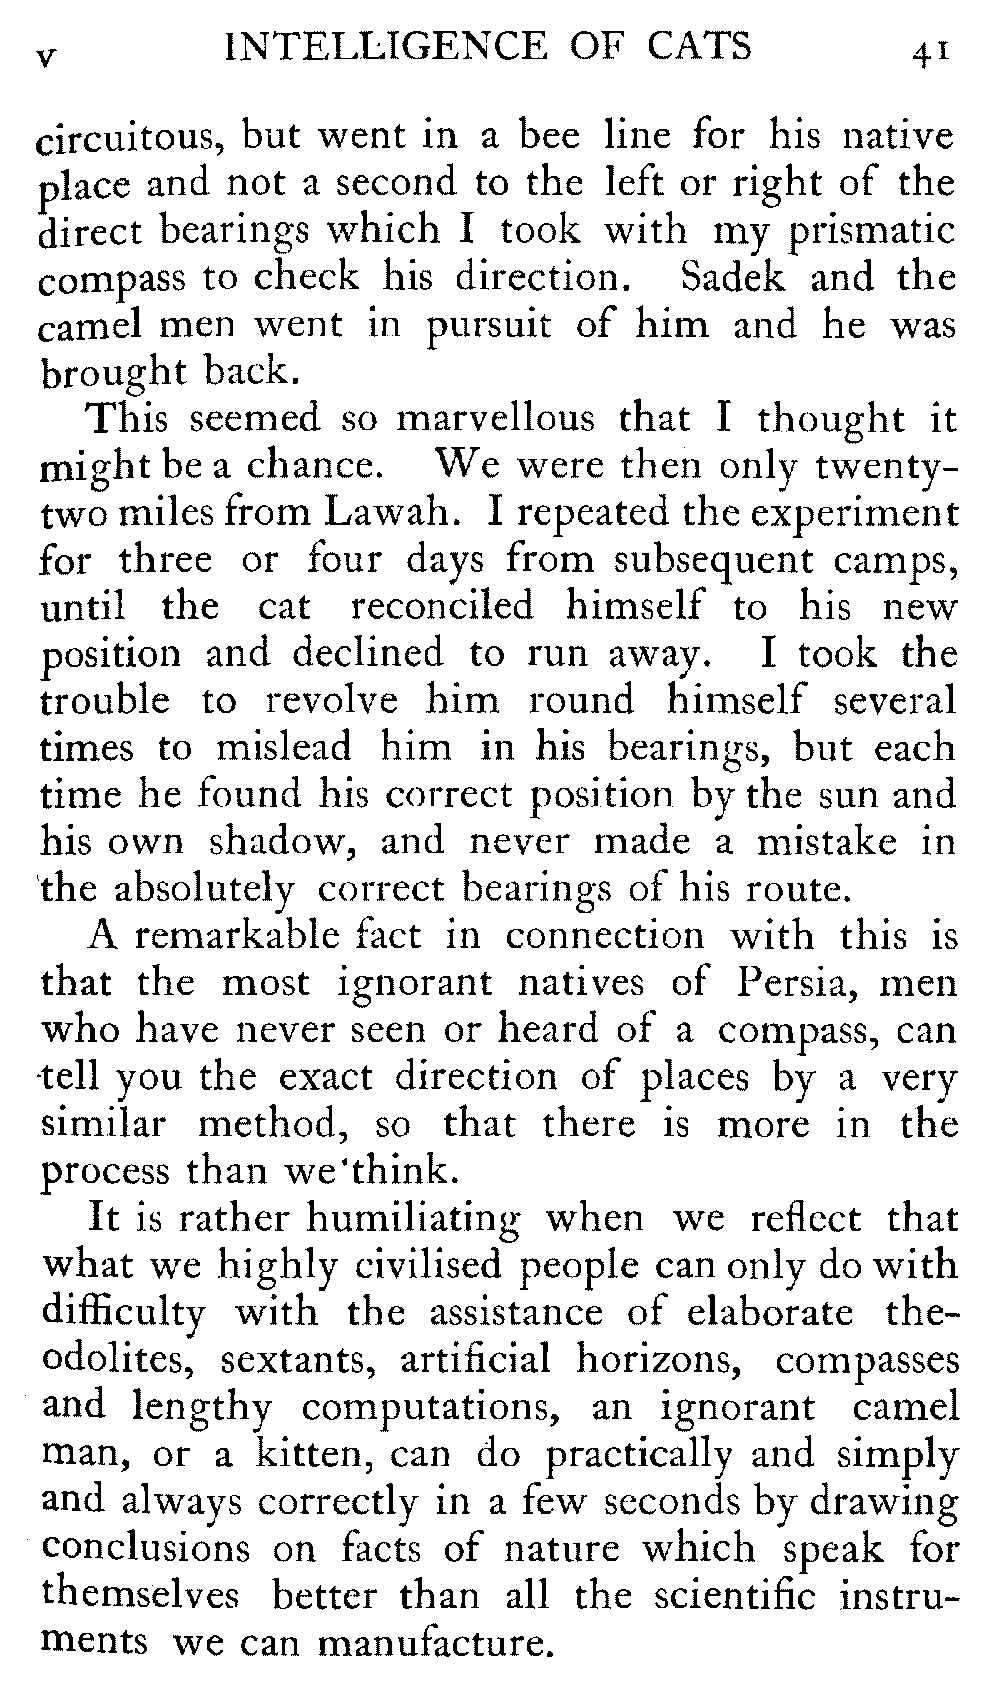 v INTELLIGENCE OF CATS 41
circuitous, but went in a bee line for his native
place and not a second to the left or right of the
direct bearings which I took with my prismatic
compass to check his direction. Sadek and the
camel men went in pursuit of him and he was
brought back.
This seemed so marvellous that I thought it
might be a chance. We were then only twenty-
two miles from Lawah. I repeated the experiment
for three or four days from subsequent camps,
until the cat reconciled himself to his new
position and declined to run away. I took the
trouble to revolve him round himself several
times to mislead him in his bearings, but each
time he found his correct position by the sun and
his own shadow, and never made a mistake in
the absolutely correct bearings of his route.
A remarkable fact in connection with this is
that the most ignorant natives of Persia, men
who have never seen or heard of a compass, can
tell you the exact direction of places by a very
similar method, so that there is more in the
process than we think.
It is rather humiliating when we reflect that
what we highly civilised people can only do with
difficulty with the assistance of elaborate the-
odolites, sextants, artificial horizons, compasses
and lengthy computations, an ignorant camel
man, or a kitten, can do practically and simply
and always correctly in a few seconds by drawing
conclusions on facts of nature which speak for
themselves better than all the scientific instru-
ments we can manufacture.